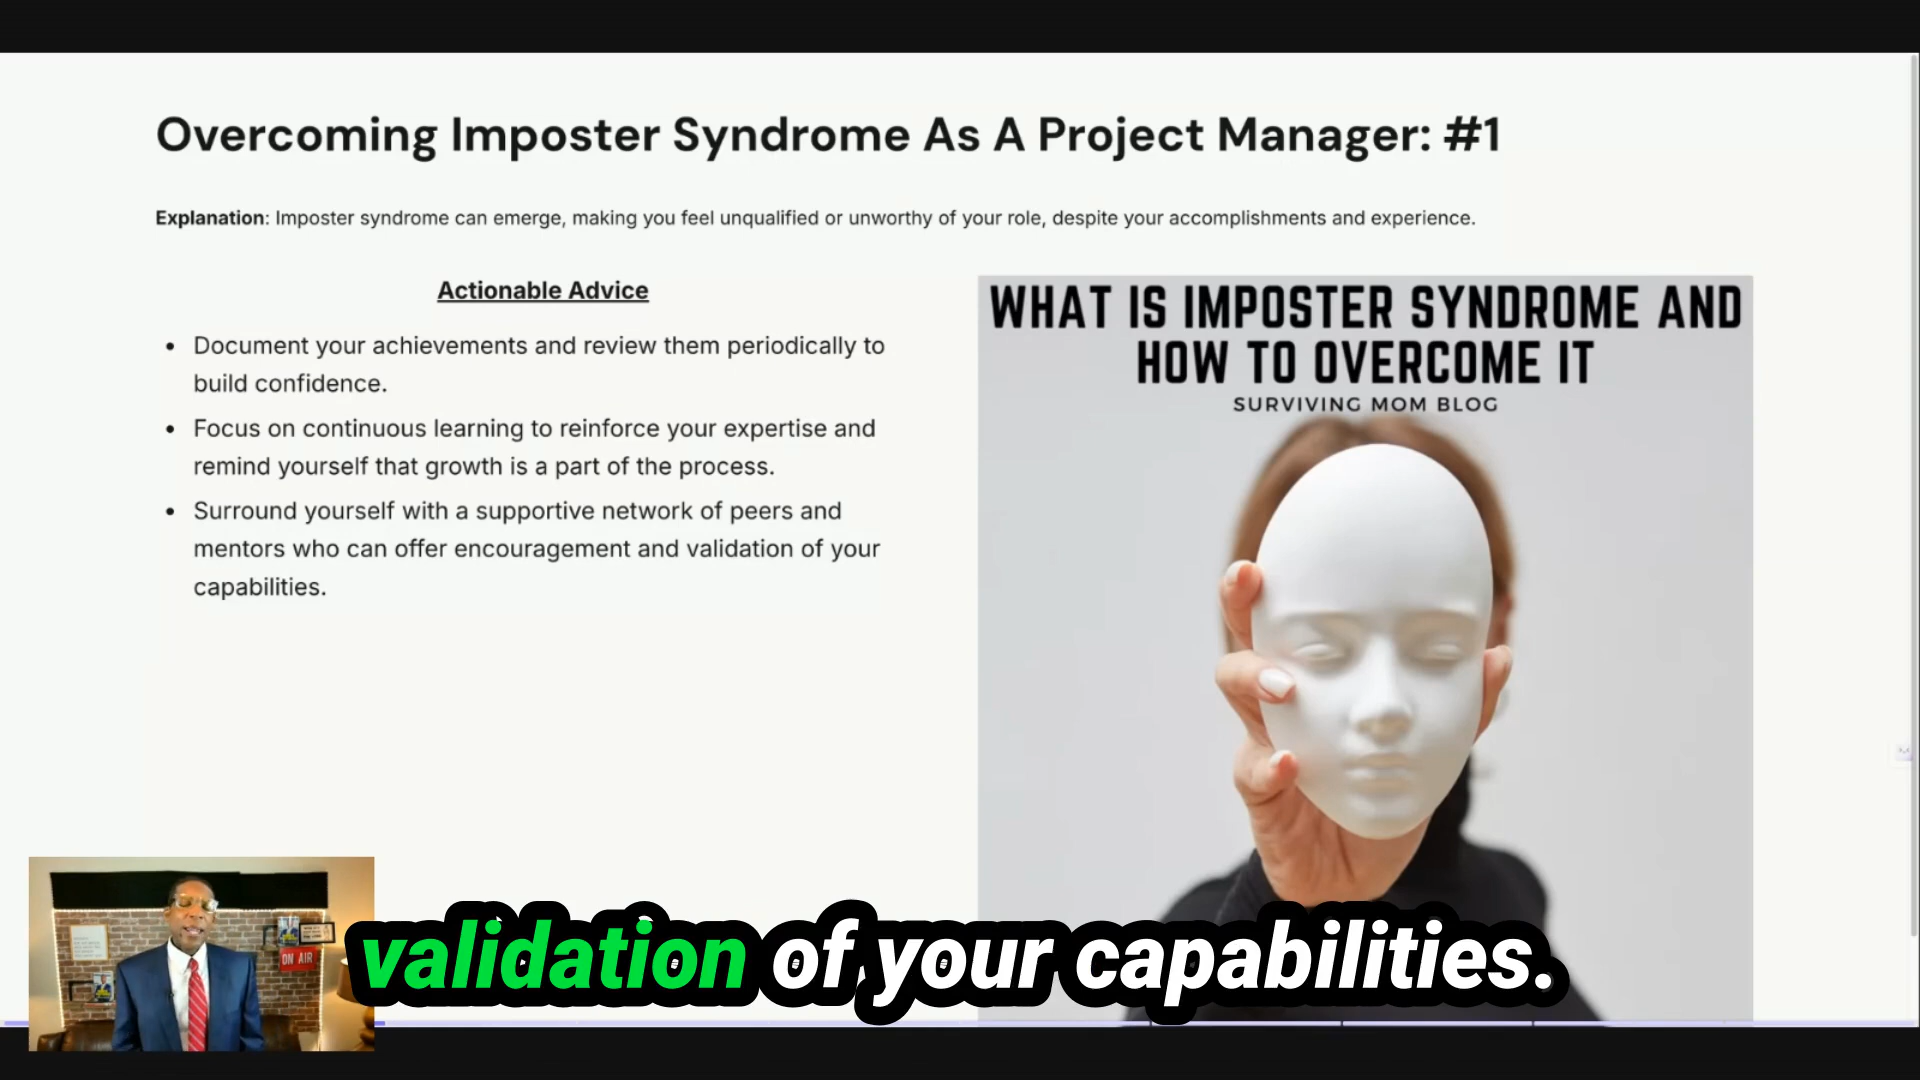 Overcoming Imposter Syndrome As A Project Manager: #1
Explanation: Imposter syndrome can emerge, making you feel unqualified or unworthy of your role, despite your accomplishments and experience.
Actionable Advice
• Document your achievements and review them periodically to
build confidence.
• Focus on continuous learning to reinforce your expertise and
remind yourself that growth is a part of the process.
• Surround yourself with a supportive network of peers and
mentors who can offer encouragement and validation of your
capabilities.
WHAT IS IMPOSTER SYNDROME AND
HOW TO OVERCOME IT
SURVIVING MOM BLOG
ON AIR
validation of your capabilities.